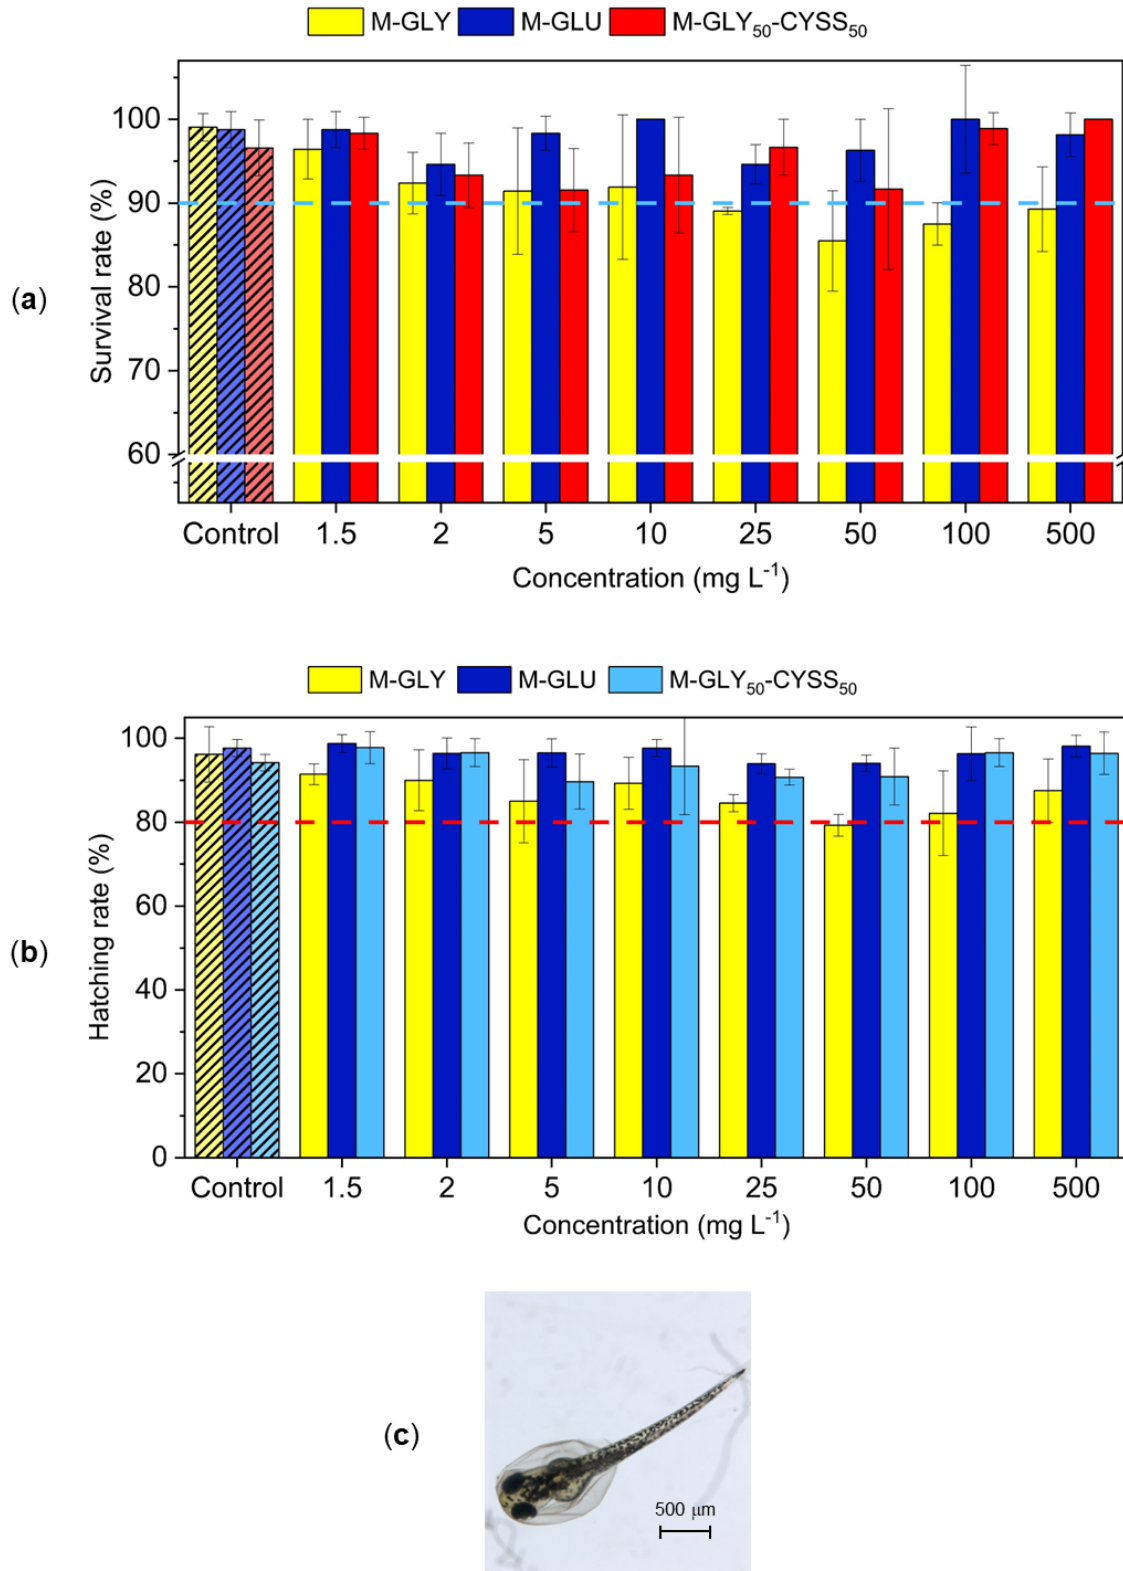 M-GLY M-GLU M-GLY₅₀-CYSS₅₀
(a)
Survival rate (%)
100
90
80
70
60
Control 1.5 2 5 10 25 50 100 500
Concentration (mg L⁻¹)
M-GLY M-GLU M-GLY₅₀-CYSS₅₀
(b)
Hatching rate (%)
100
80
60
40
20
0
Control 1.5 2 5 10 25 50 100 500
Concentration (mg L⁻¹)
(c)
500 μm